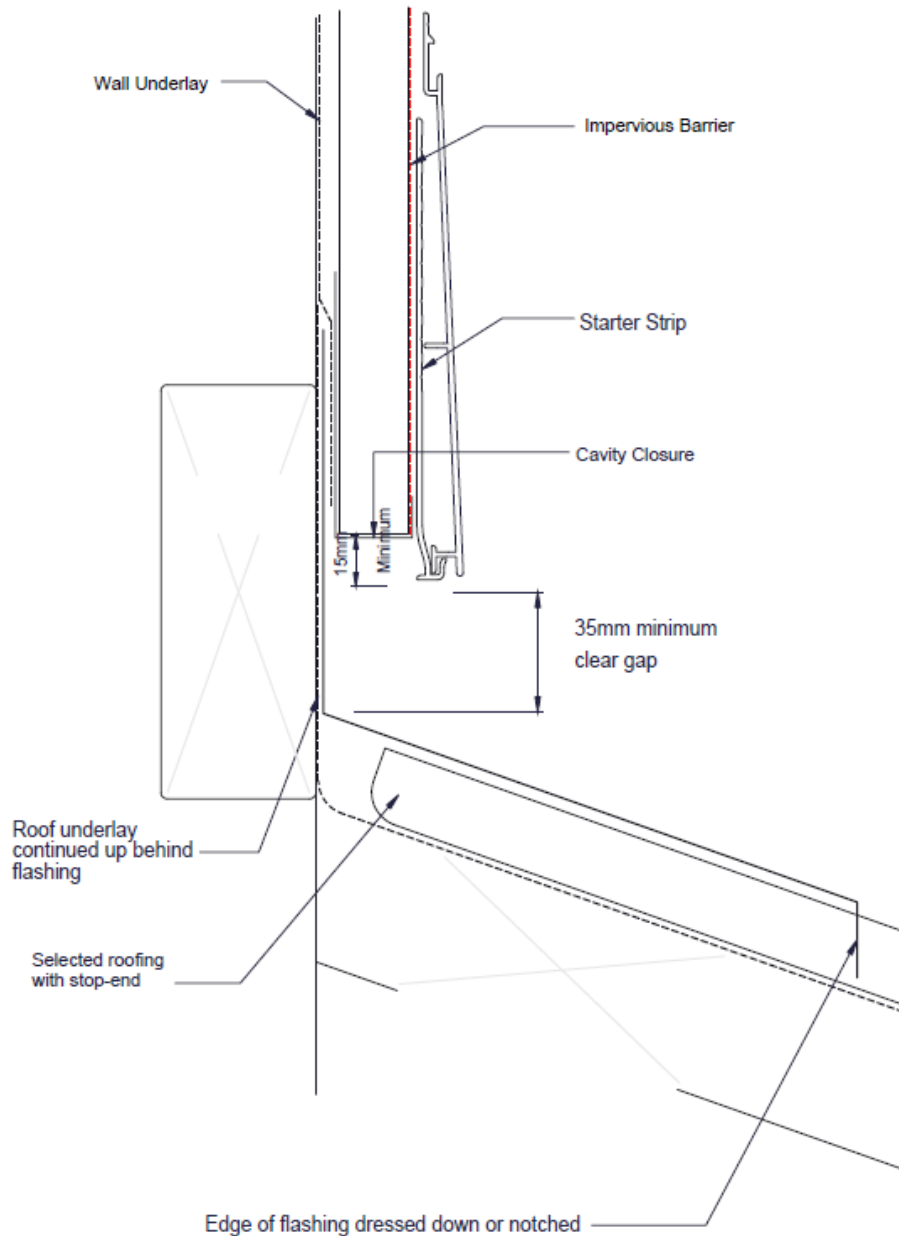 Wall Underlay
Impervious Barrier
Starter Strip
Cavity Closure
15mm
Minimum
35mm minimum
clear gap
Roof underlay
continued up behind
flashing
Selected roofing
with stop-end
Edge of flashing dressed down or notched